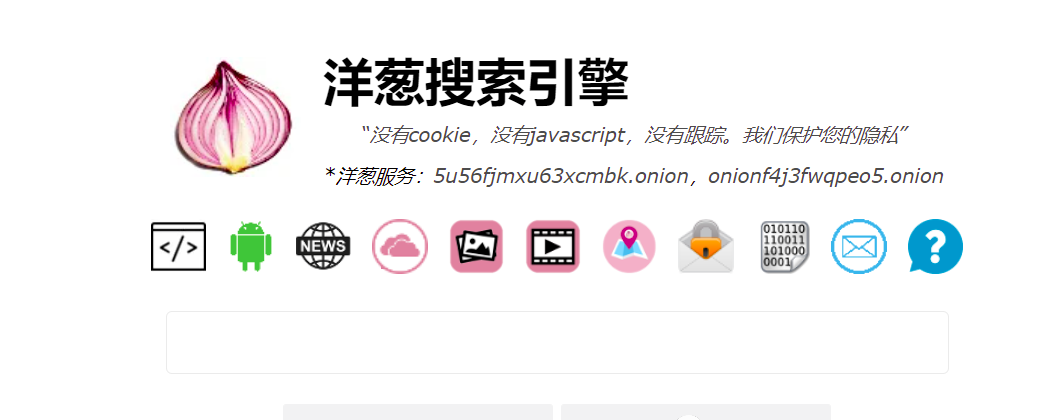 洋葱搜索引擎
“没有cookie，没有javascript，没有跟踪。我们保护您的隐私”
*洋葱服务：5u56fjmxu63xcmbk.onion，onionf4j3fwqpeo5.onion
</> NEWS 010110
110011
101000
0001 ?